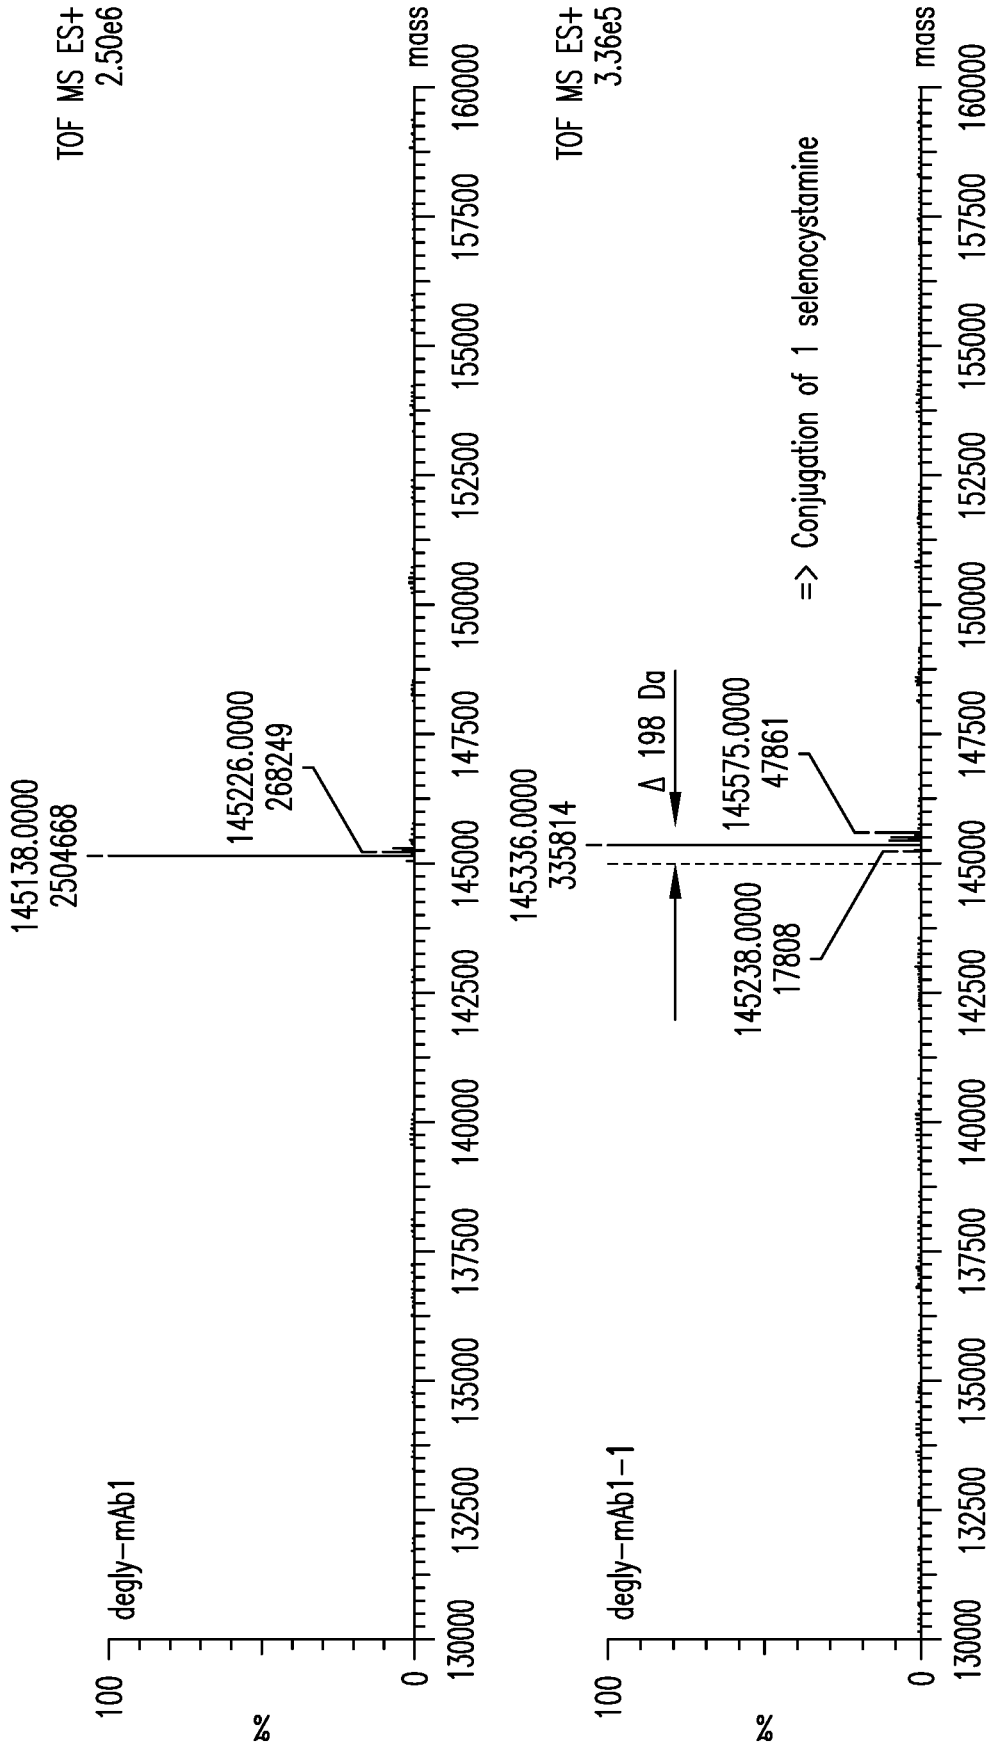 degly-mAb1
TOF MS ES+
2.50e6
145138.0000
2504668
145226.0000
268249
100
%
0
130000 132500 135000 137500 140000 142500 145000 147500 150000 152500 155000 157500 160000
mass
degly-mAb1-1
TOF MS ES+
3.36e5
145336.0000
335814
Δ 198 Da
145575.0000
47861
145238.0000
17808
=> Conjugation of 1 selenocystamine
100
%
0
130000 132500 135000 137500 140000 142500 145000 147500 150000 152500 155000 157500 160000
mass